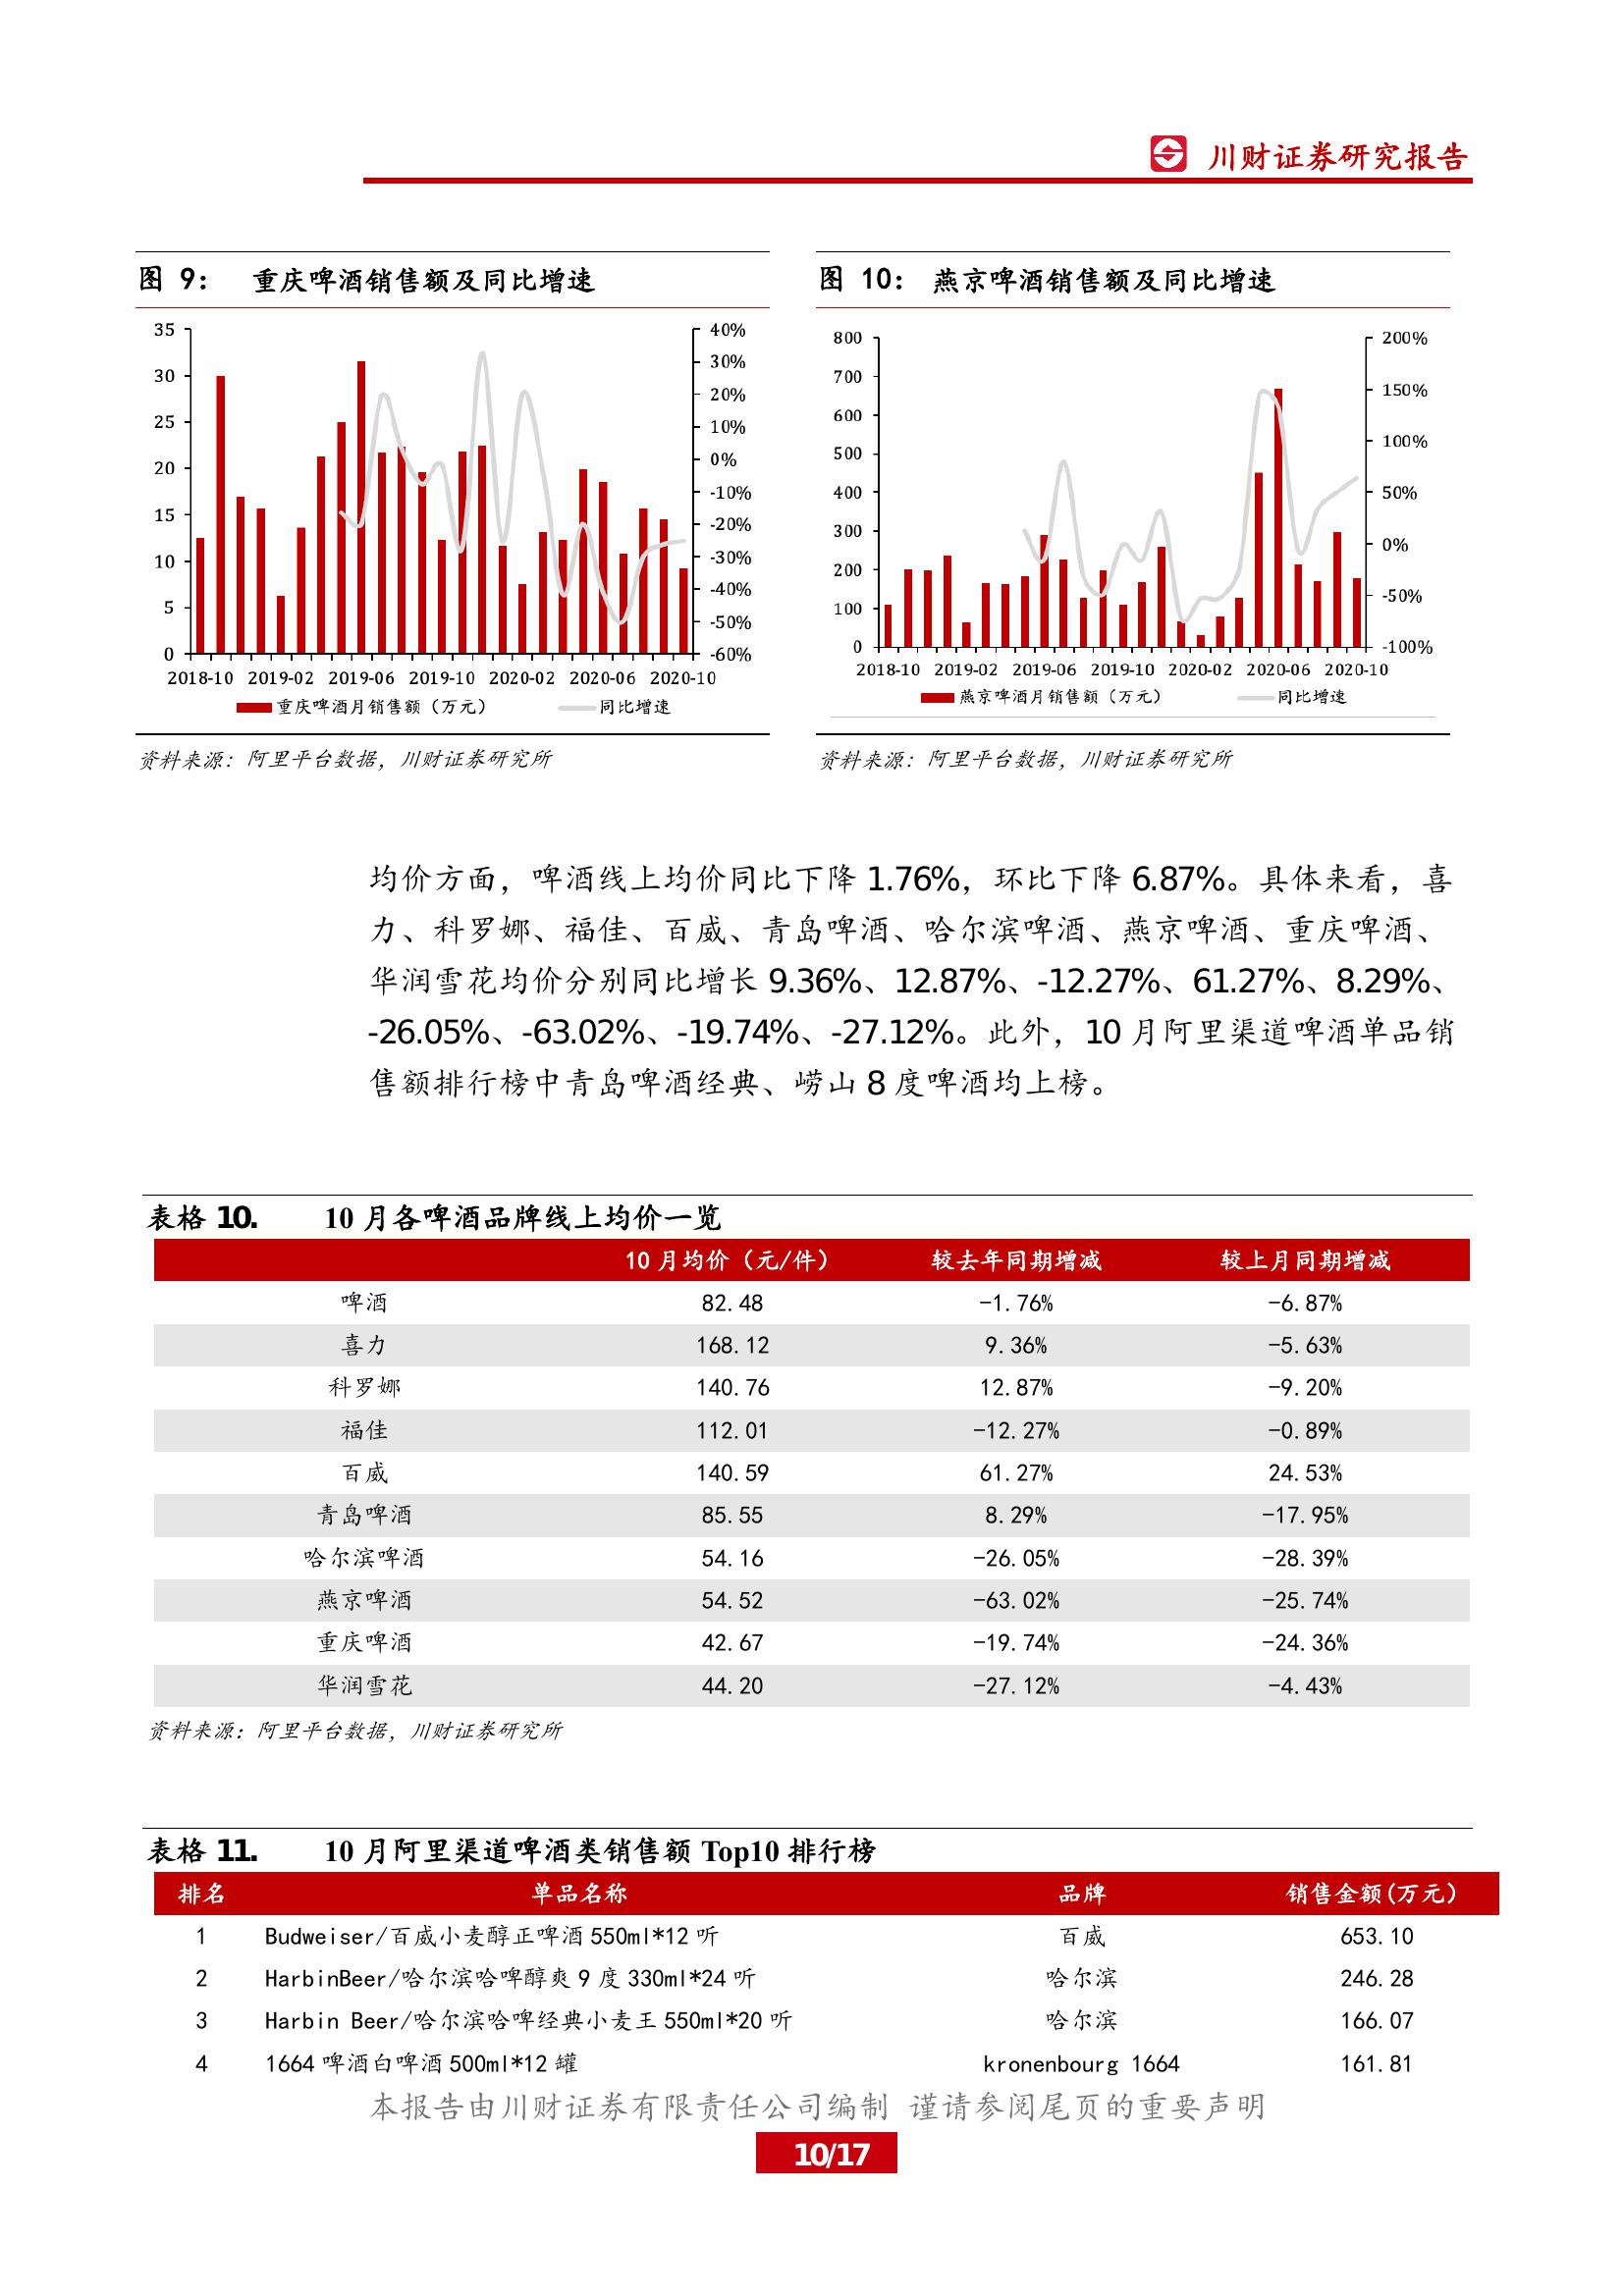 川财证券研究报告
图 9： 重庆啤酒销售额及同比增速
35
30
25
20
15
10
5
0
40%
30%
20%
10%
0%
-10%
-20%
-30%
-40%
-50%
-60%
2018-10 2019-02 2019-06 2019-10 2020-02 2020-06 2020-10
重庆啤酒月销售额（万元） 同比增速
资料来源：阿里平台数据，川财证券研究所
图 10： 燕京啤酒销售额及同比增速
800
700
600
500
400
300
200
100
0
200%
150%
100%
50%
0%
-50%
-100%
2018-10 2019-02 2019-06 2019-10 2020-02 2020-06 2020-10
燕京啤酒月销售额（万元） 同比增速
资料来源：阿里平台数据，川财证券研究所
均价方面，啤酒线上均价同比下降 1.76%，环比下降 6.87%。具体来看，喜
力、科罗娜、福佳、百威、青岛啤酒、哈尔滨啤酒、燕京啤酒、重庆啤酒、
华润雪花均价分别同比增长 9.36%、12.87%、-12.27%、61.27%、8.29%、
-26.05%、-63.02%、-19.74%、-27.12%。此外，10 月阿里渠道啤酒单品销
售额排行榜中青岛啤酒经典、崂山 8 度啤酒均上榜。
表格 10. 10 月各啤酒品牌线上均价一览
10 月均价（元/件） 较去年同期增减 较上月同期增减
啤酒 82.48 -1.76% -6.87%
喜力 168.12 9.36% -5.63%
科罗娜 140.76 12.87% -9.20%
福佳 112.01 -12.27% -0.89%
百威 140.59 61.27% 24.53%
青岛啤酒 85.55 8.29% -17.95%
哈尔滨啤酒 54.16 -26.05% -28.39%
燕京啤酒 54.52 -63.02% -25.74%
重庆啤酒 42.67 -19.74% -24.36%
华润雪花 44.20 -27.12% -4.43%
资料来源：阿里平台数据，川财证券研究所
表格 11. 10 月阿里渠道啤酒类销售额 Top10 排行榜
排名 单品名称 品牌 销售金额(万元)
1 Budweiser/百威小麦醇正啤酒 550ml*12 听 百威 653.10
2 HarbinBeer/哈尔滨哈啤醇爽 9 度 330ml*24 听 哈尔滨 246.28
3 Harbin Beer/哈尔滨哈啤经典小麦王 550ml*20 听 哈尔滨 166.07
4 1664 啤酒白啤酒 500ml*12 罐 kronenbourg 1664 161.81
本报告由川财证券有限责任公司编制 谨请参阅尾页的重要声明
10/17